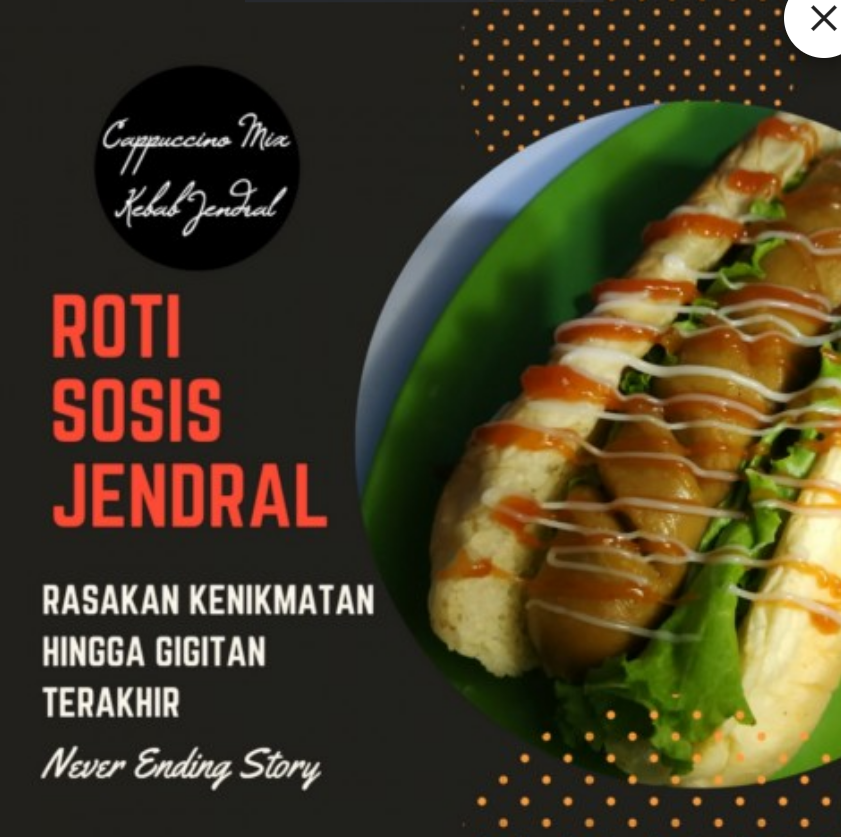 Cappuccino Mix
Kebab Jendral
ROTI
SOSIS
JENDRAL
RASAKAN KENIKMATAN
HINGGA GIGITAN
TERAKHIR
Never Ending Story